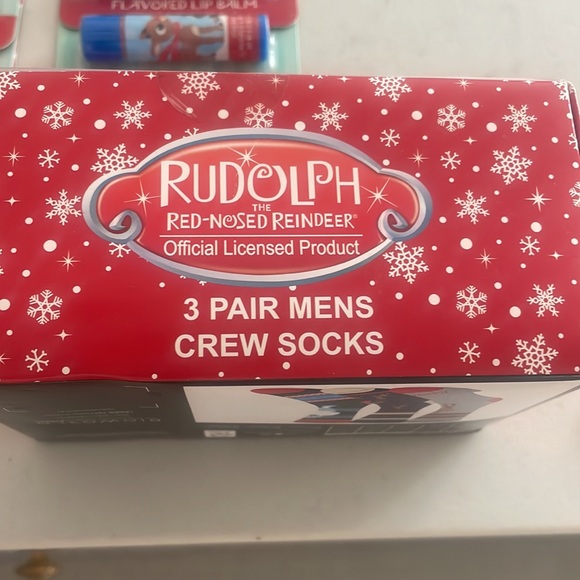 FLAVORED LIP BALM
RUDOLPH
THE
RED-NOSED REINDEER®
Official Licensed Product
3 PAIR MENS
CREW SOCKS